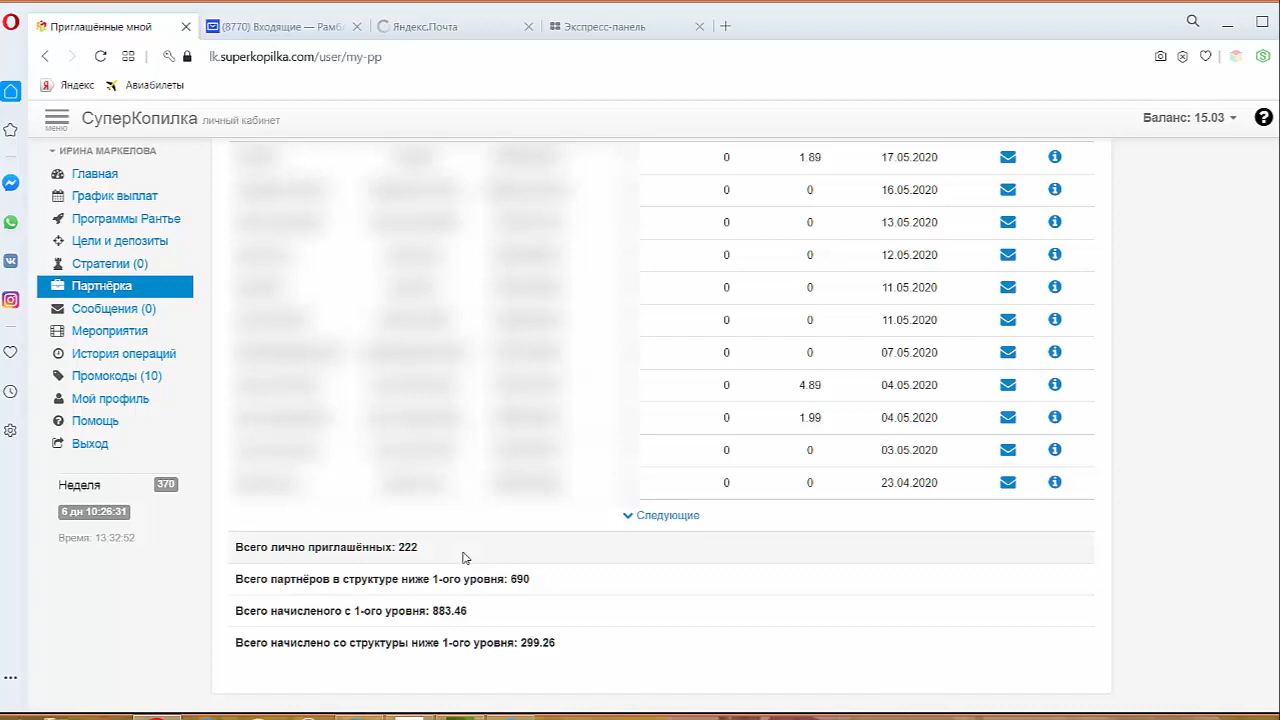 Приглашённые мной
(8770) Входящие — Рамбл
Яндекс.Почта
Экспресс-панель
lk.superkopilka.com/user/my-pp
Яндекс
Авиабилеты
меню
СуперКопилка личный кабинет
Баланс: 15.03
ИРИНА МАРКЕЛОВА
Главная
График выплат
Программы Рантье
Цели и депозиты
Стратегии (0)
Партнёрка
Сообщения (0)
Мероприятия
История операций
Промокоды (10)
Мой профиль
Помощь
Выход
Неделя 370
6 дн 10:26:31
Время: 13:32:52
0 1.89 17.05.2020
0 0 16.05.2020
0 0 13.05.2020
0 0 12.05.2020
0 0 11.05.2020
0 0 11.05.2020
0 0 07.05.2020
0 4.89 04.05.2020
0 1.99 04.05.2020
0 0 03.05.2020
0 0 23.04.2020
Следующие
Всего лично приглашённых: 222
Всего партнёров в структуре ниже 1-ого уровня: 690
Всего начисленого с 1-ого уровня: 883.46
Всего начислено со структуры ниже 1-ого уровня: 299.26